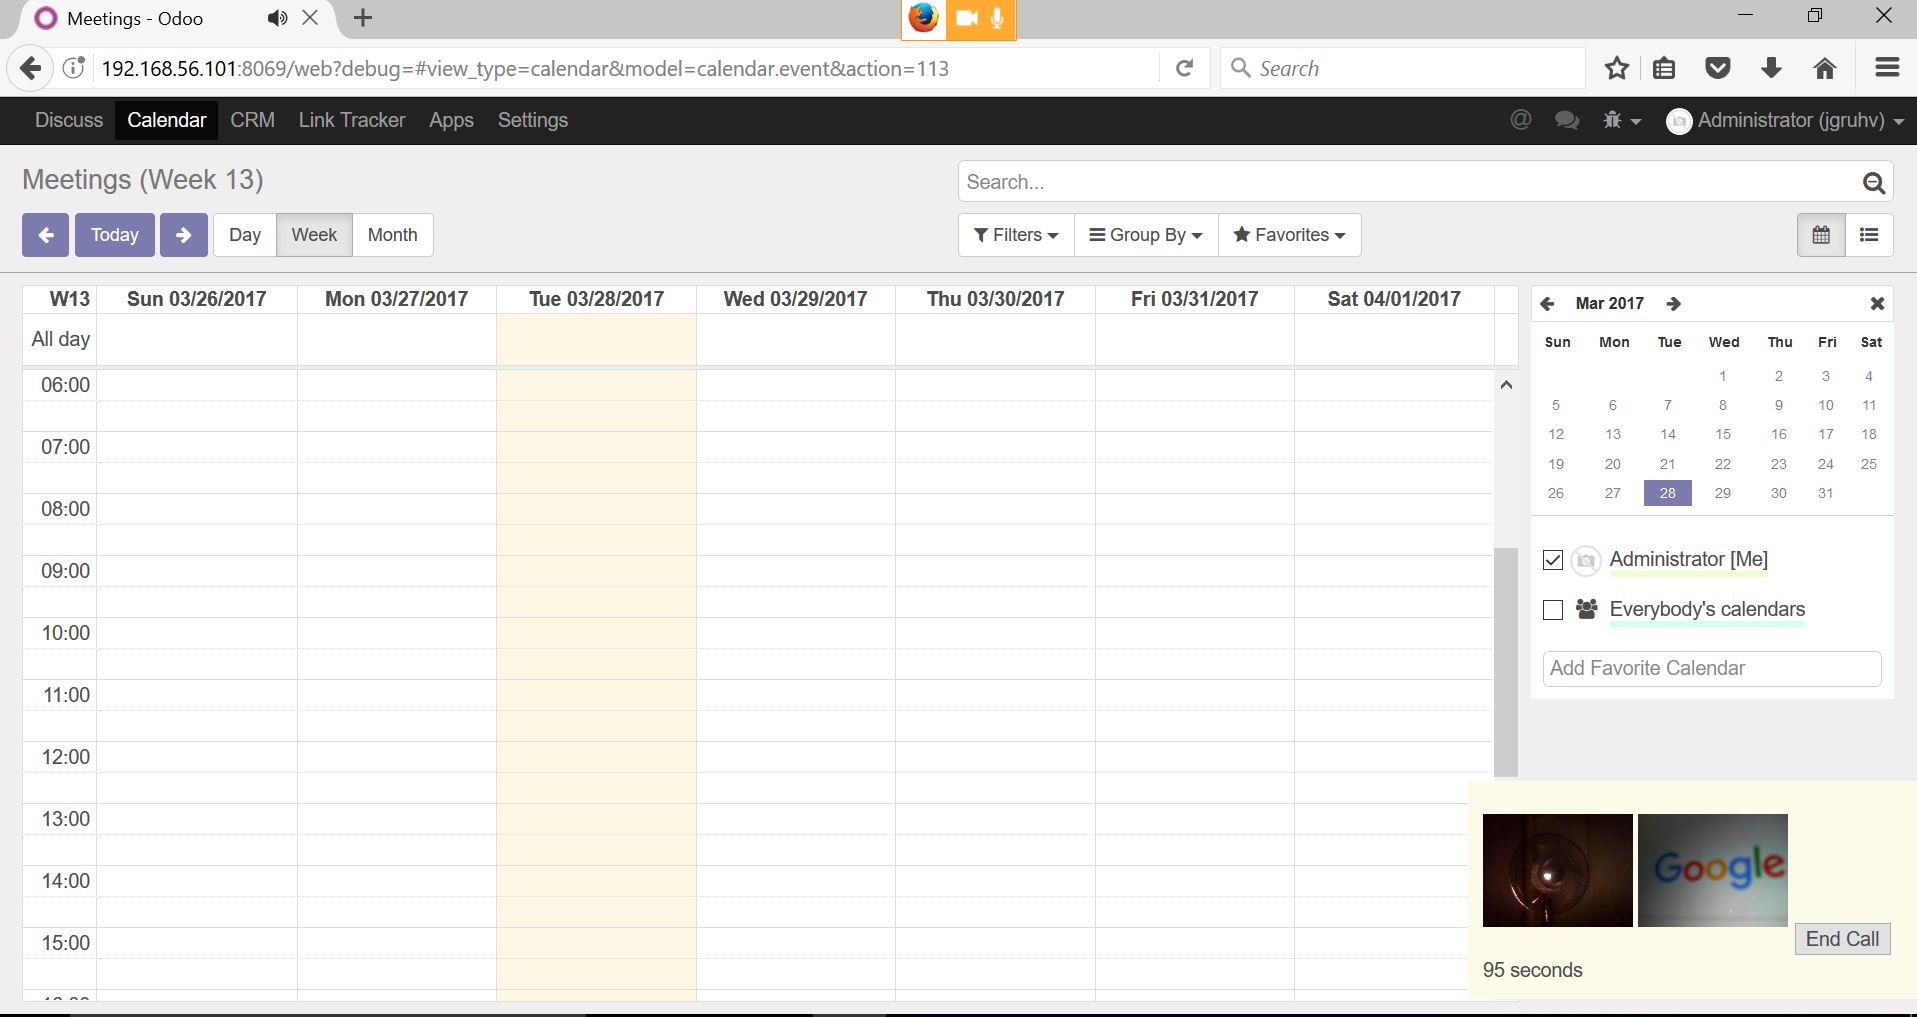 Meetings - Odoo
192.168.56.101:8069/web?debug=#view_type=calendar&model=calendar.event&action=113
Search
Discuss Calendar CRM Link Tracker Apps Settings
@ Administrator (jgruhv)
Meetings (Week 13)
Search...
Today Day Week Month
Filters Group By Favorites
W13 Sun 03/26/2017 Mon 03/27/2017 Tue 03/28/2017 Wed 03/29/2017 Thu 03/30/2017 Fri 03/31/2017 Sat 04/01/2017
All day
06:00
07:00
08:00
09:00
10:00
11:00
12:00
13:00
14:00
15:00
Mar 2017
Sun Mon Tue Wed Thu Fri Sat
1 2 3 4
5 6 7 8 9 10 11
12 13 14 15 16 17 18
19 20 21 22 23 24 25
26 27 28 29 30 31
Administrator [Me]
Everybody's calendars
Add Favorite Calendar
Google
End Call
95 seconds